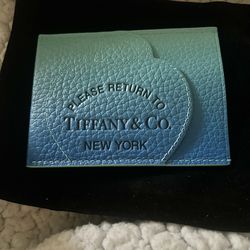 PLEASE RETURN TO
TIFFANY & CO.
NEW YORK